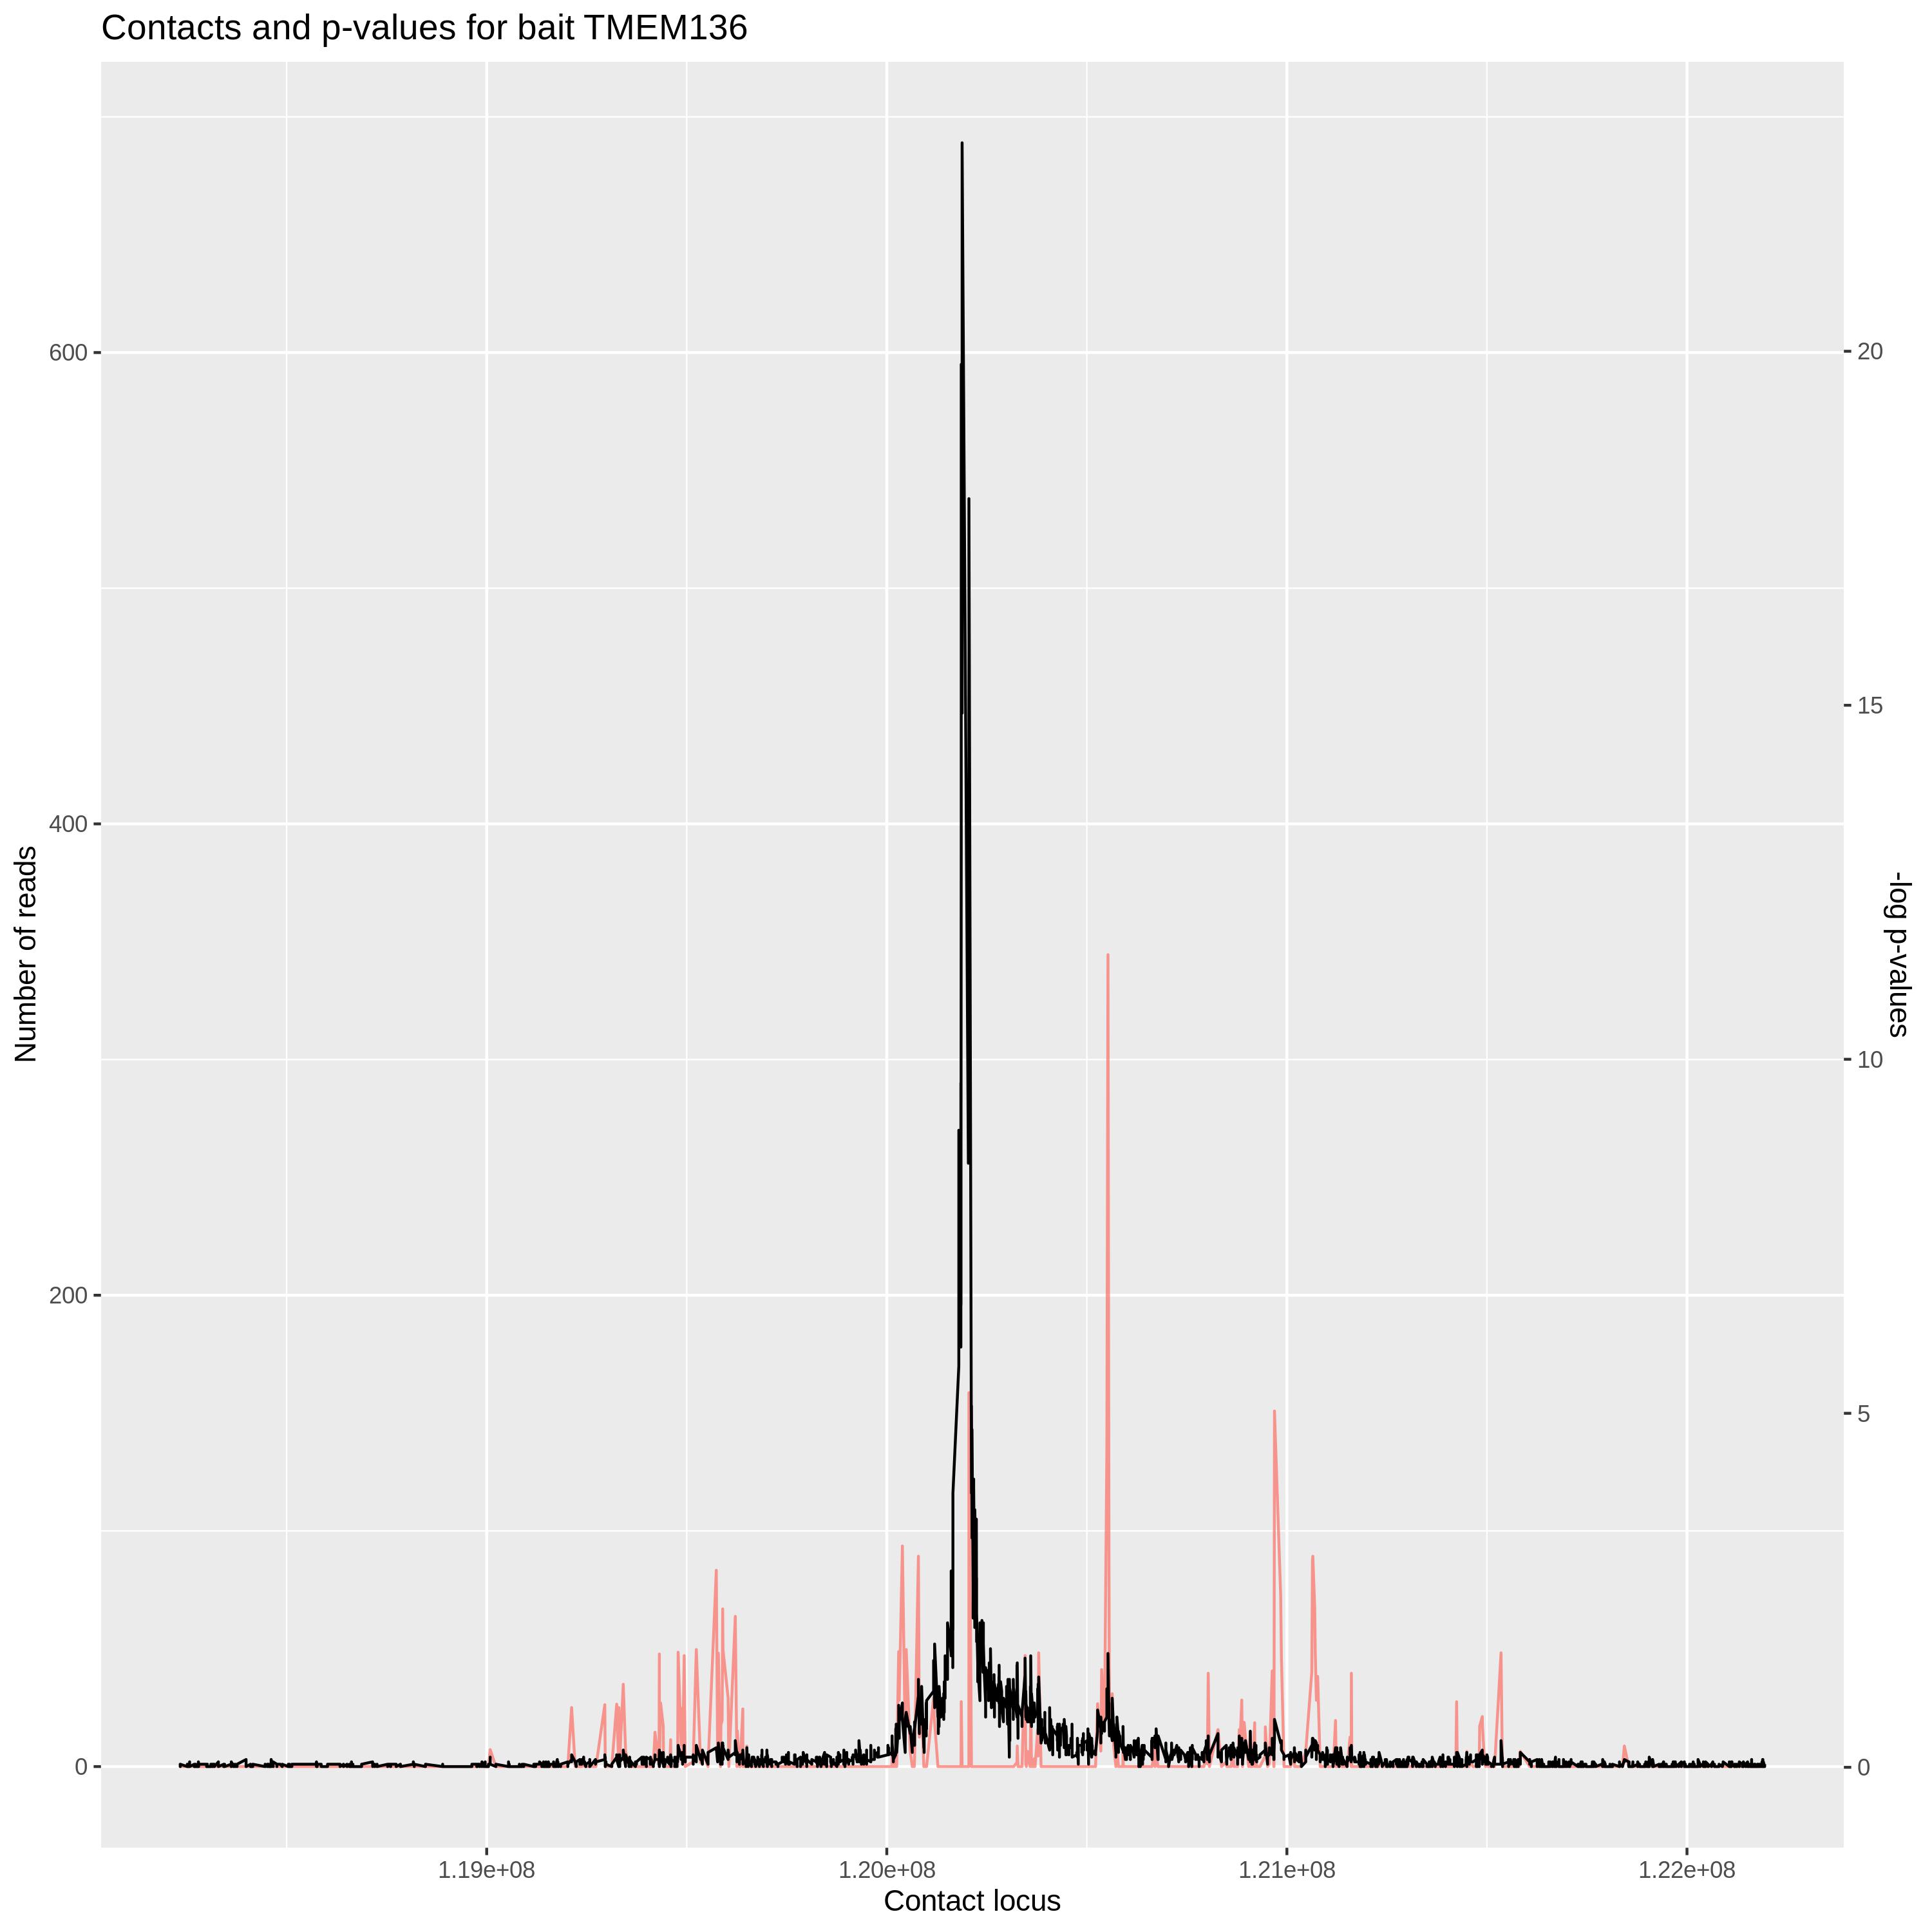 Contacts and p-values for bait TMEM136
600
400
200
0
Number of reads
20
15
10
5
0
-log p-values
1.19e+08
1.20e+08
1.21e+08
1.22e+08
Contact locus